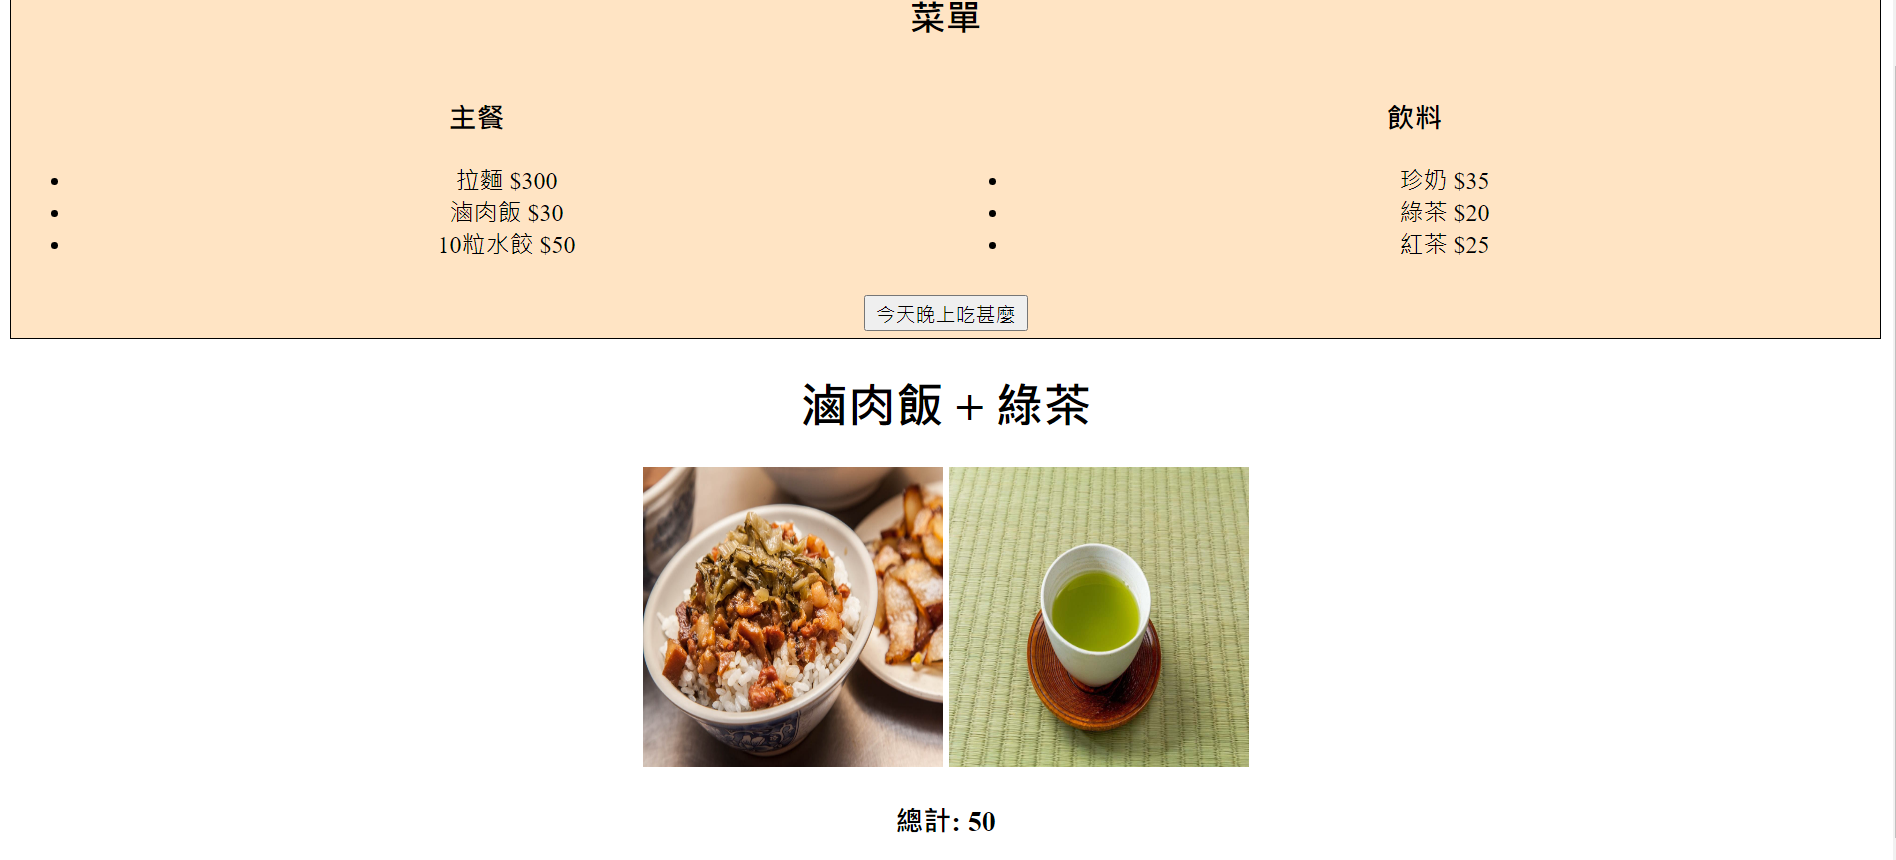 菜單
主餐
拉麵 $300
滷肉飯 $30
10粒水餃 $50
飲料
珍奶 $35
綠茶 $20
紅茶 $25
今天晚上吃甚麼
滷肉飯 + 綠茶
總計: 50